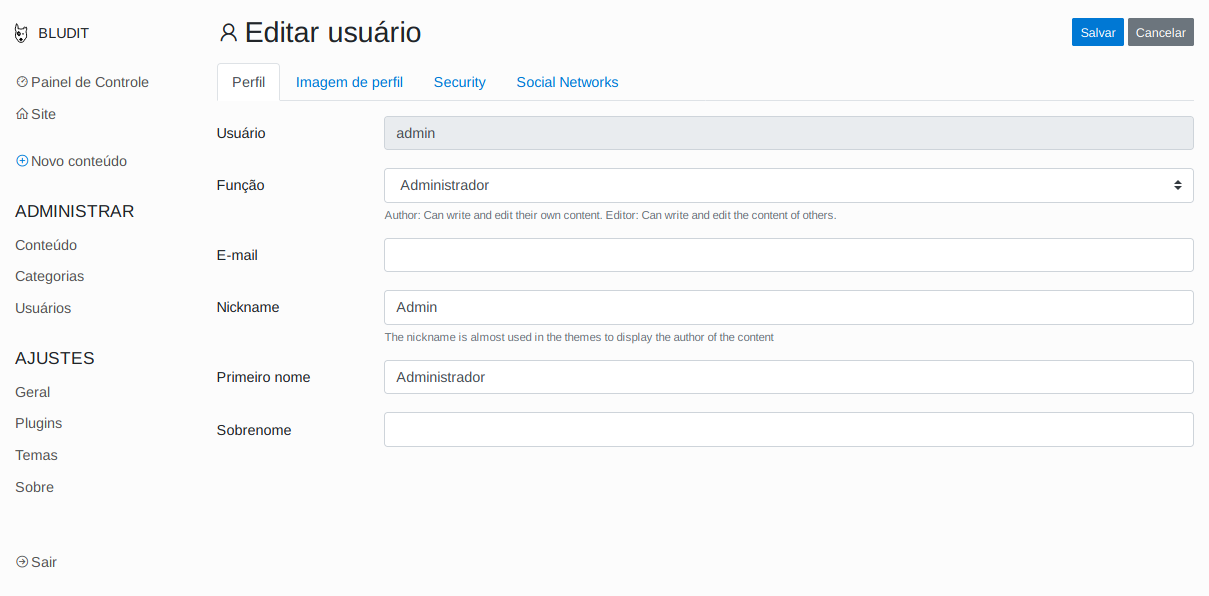 BLUDIT
Painel de Controle
Site
Novo conteúdo
ADMINISTRAR
Conteúdo
Categorias
Usuários
AJUSTES
Geral
Plugins
Temas
Sobre
Sair
Editar usuário
Salvar
Cancelar
Perfil
Imagem de perfil
Security
Social Networks
Usuário
admin
Função
Administrador
Author: Can write and edit their own content. Editor: Can write and edit the content of others.
E-mail
Nickname
Admin
The nickname is almost used in the themes to display the author of the content
Primeiro nome
Administrador
Sobrenome